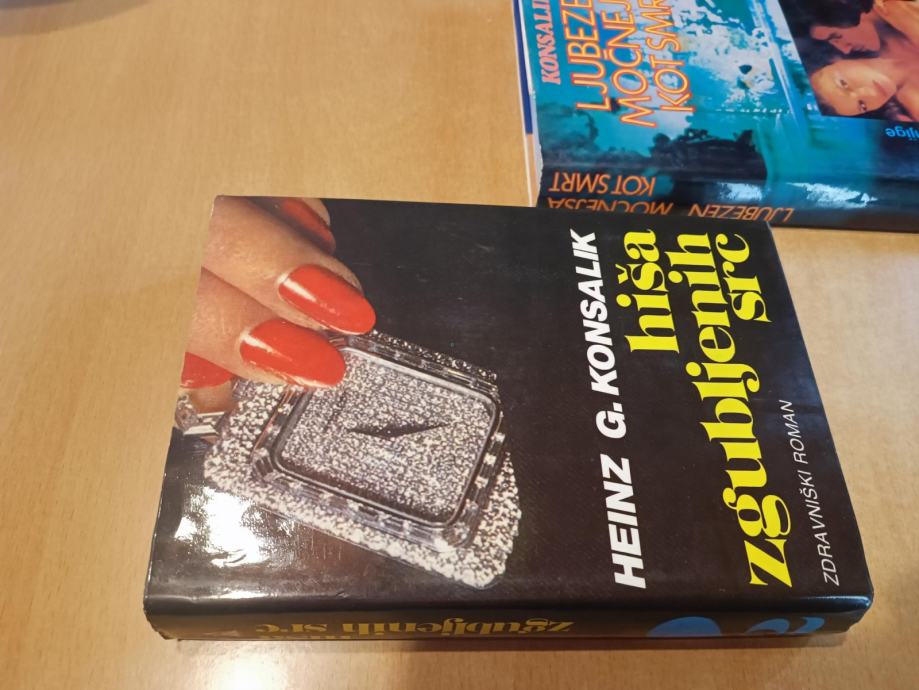 HEINZ G. KONSALIK
hiša
zgubljenih
src
ZDRAVNIŠKI ROMAN
zgubljenih src
KONSALIK
LJUBEZEN
MOČNEJŠA
KOT SMRT
LJUBEZEN MOČNEJŠA
KOT SMRT